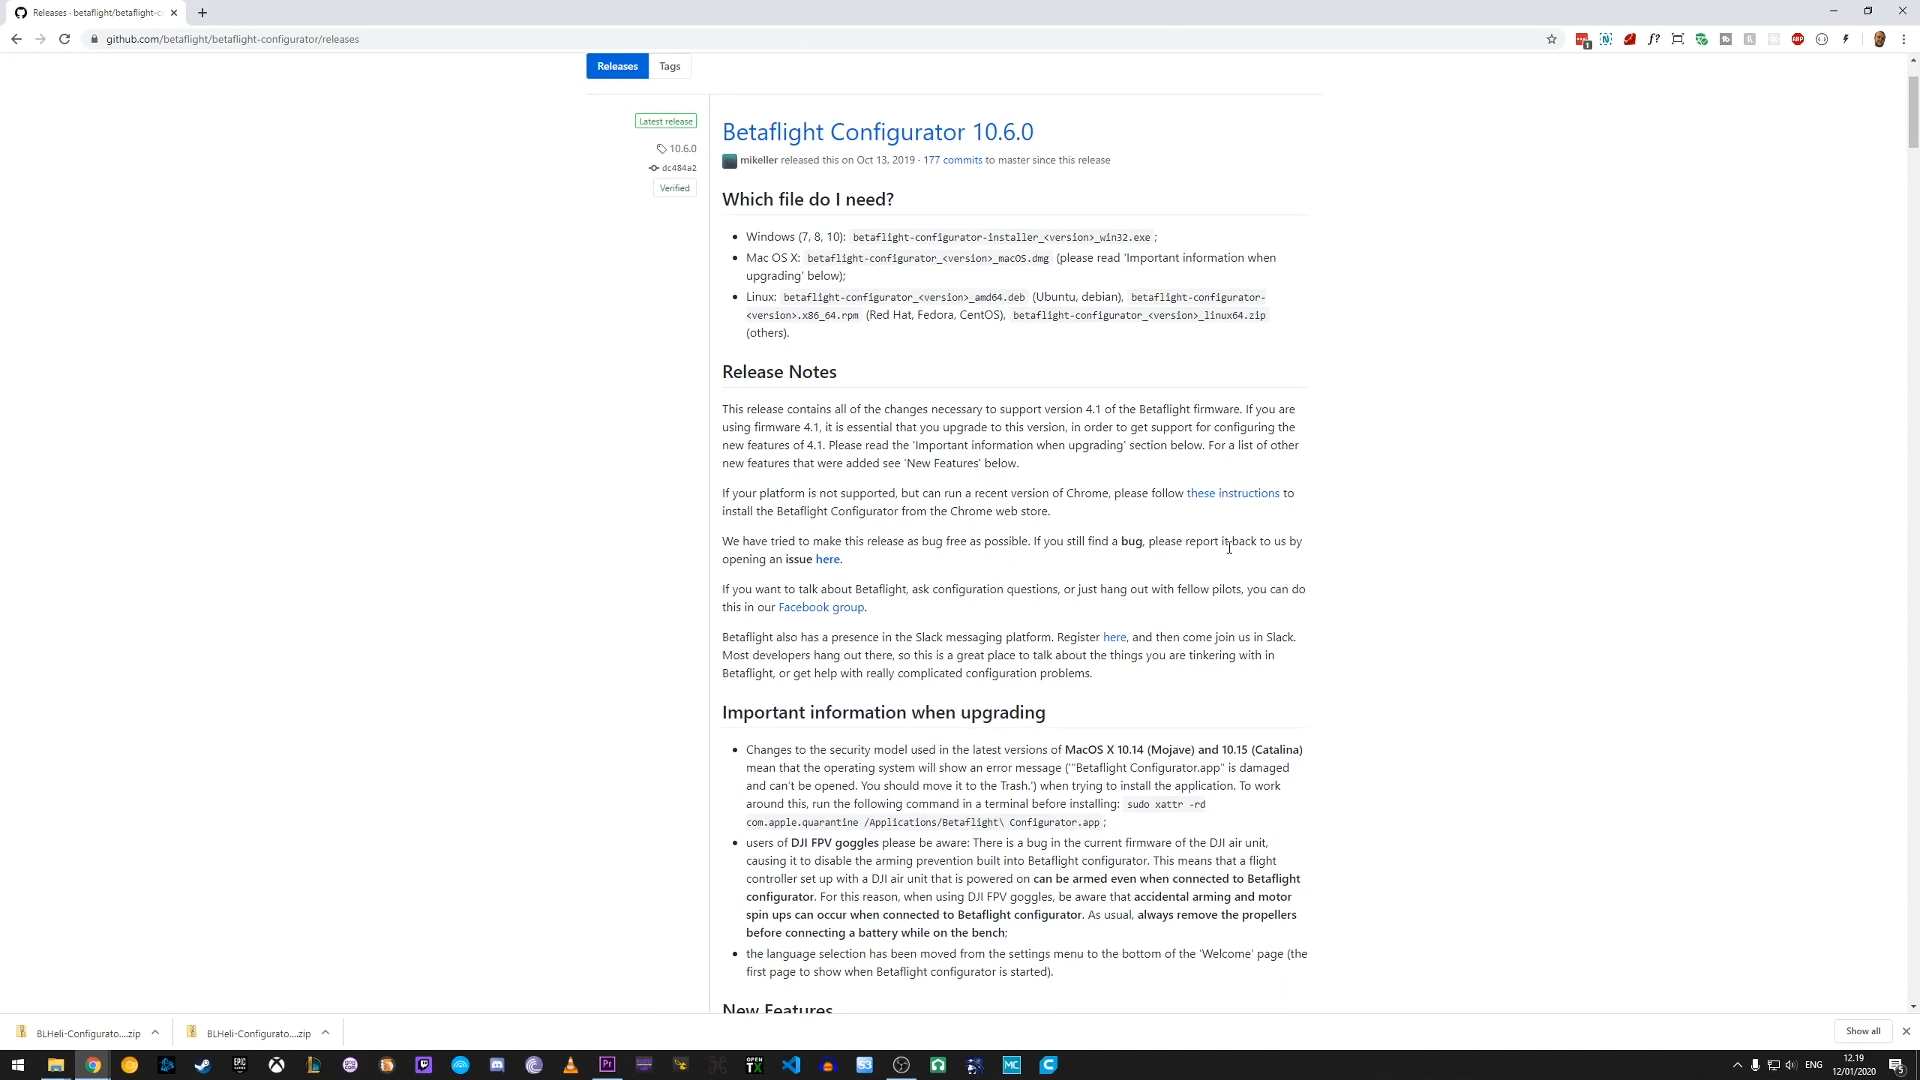 Releases · betaflight/betaflight-c
github.com/betaflight/betaflight-configurator/releases
Releases
Tags
Latest release
10.6.0
dc484a2
Verified
Betaflight Configurator 10.6.0
mikeller released this on Oct 13, 2019 · 177 commits to master since this release
Which file do I need?
• Windows (7, 8, 10): betaflight-configurator-installer_<version>_win32.exe ;
• Mac OS X: betaflight-configurator_<version>_macOS.dmg (please read 'Important information when
upgrading' below);
• Linux: betaflight-configurator_<version>_amd64.deb (Ubuntu, debian), betaflight-configurator-
<version>.x86_64.rpm (Red Hat, Fedora, CentOS), betaflight-configurator_<version>_linux64.zip
(others).
Release Notes
This release contains all of the changes necessary to support version 4.1 of the Betaflight firmware. If you are
using firmware 4.1, it is essential that you upgrade to this version, in order to get support for configuring the
new features of 4.1. Please read the 'Important information when upgrading' section below. For a list of other
new features that were added see 'New Features' below.
If your platform is not supported, but can run a recent version of Chrome, please follow these instructions to
install the Betaflight Configurator from the Chrome web store.
We have tried to make this release as bug free as possible. If you still find a bug, please report it back to us by
opening an issue here.
If you want to talk about Betaflight, ask configuration questions, or just hang out with fellow pilots, you can do
this in our Facebook group.
Betaflight also has a presence in the Slack messaging platform. Register here, and then come join us in Slack.
Most developers hang out there, so this is a great place to talk about the things you are tinkering with in
Betaflight, or get help with really complicated configuration problems.
Important information when upgrading
• Changes to the security model used in the latest versions of MacOS X 10.14 (Mojave) and 10.15 (Catalina)
mean that the operating system will show an error message ('"Betaflight Configurator.app" is damaged
and can't be opened. You should move it to the Trash.') when trying to install the application. To work
around this, run the following command in a terminal before installing: sudo xattr -rd
com.apple.quarantine /Applications/Betaflight\ Configurator.app ;
• users of DJI FPV goggles please be aware: There is a bug in the current firmware of the DJI air unit,
causing it to disable the arming prevention built into Betaflight configurator. This means that a flight
controller set up with a DJI air unit that is powered on can be armed even when connected to Betaflight
configurator. For this reason, when using DJI FPV goggles, be aware that accidental arming and motor
spin ups can occur when connected to Betaflight configurator. As usual, always remove the propellers
before connecting a battery while on the bench;
• the language selection has been moved from the settings menu to the bottom of the 'Welcome' page (the
first page to show when Betaflight configurator is started).
New Features
BLHeli-Configurato....zip
BLHeli-Configurato....zip
Show all
ENG
12.19
12/01/2020